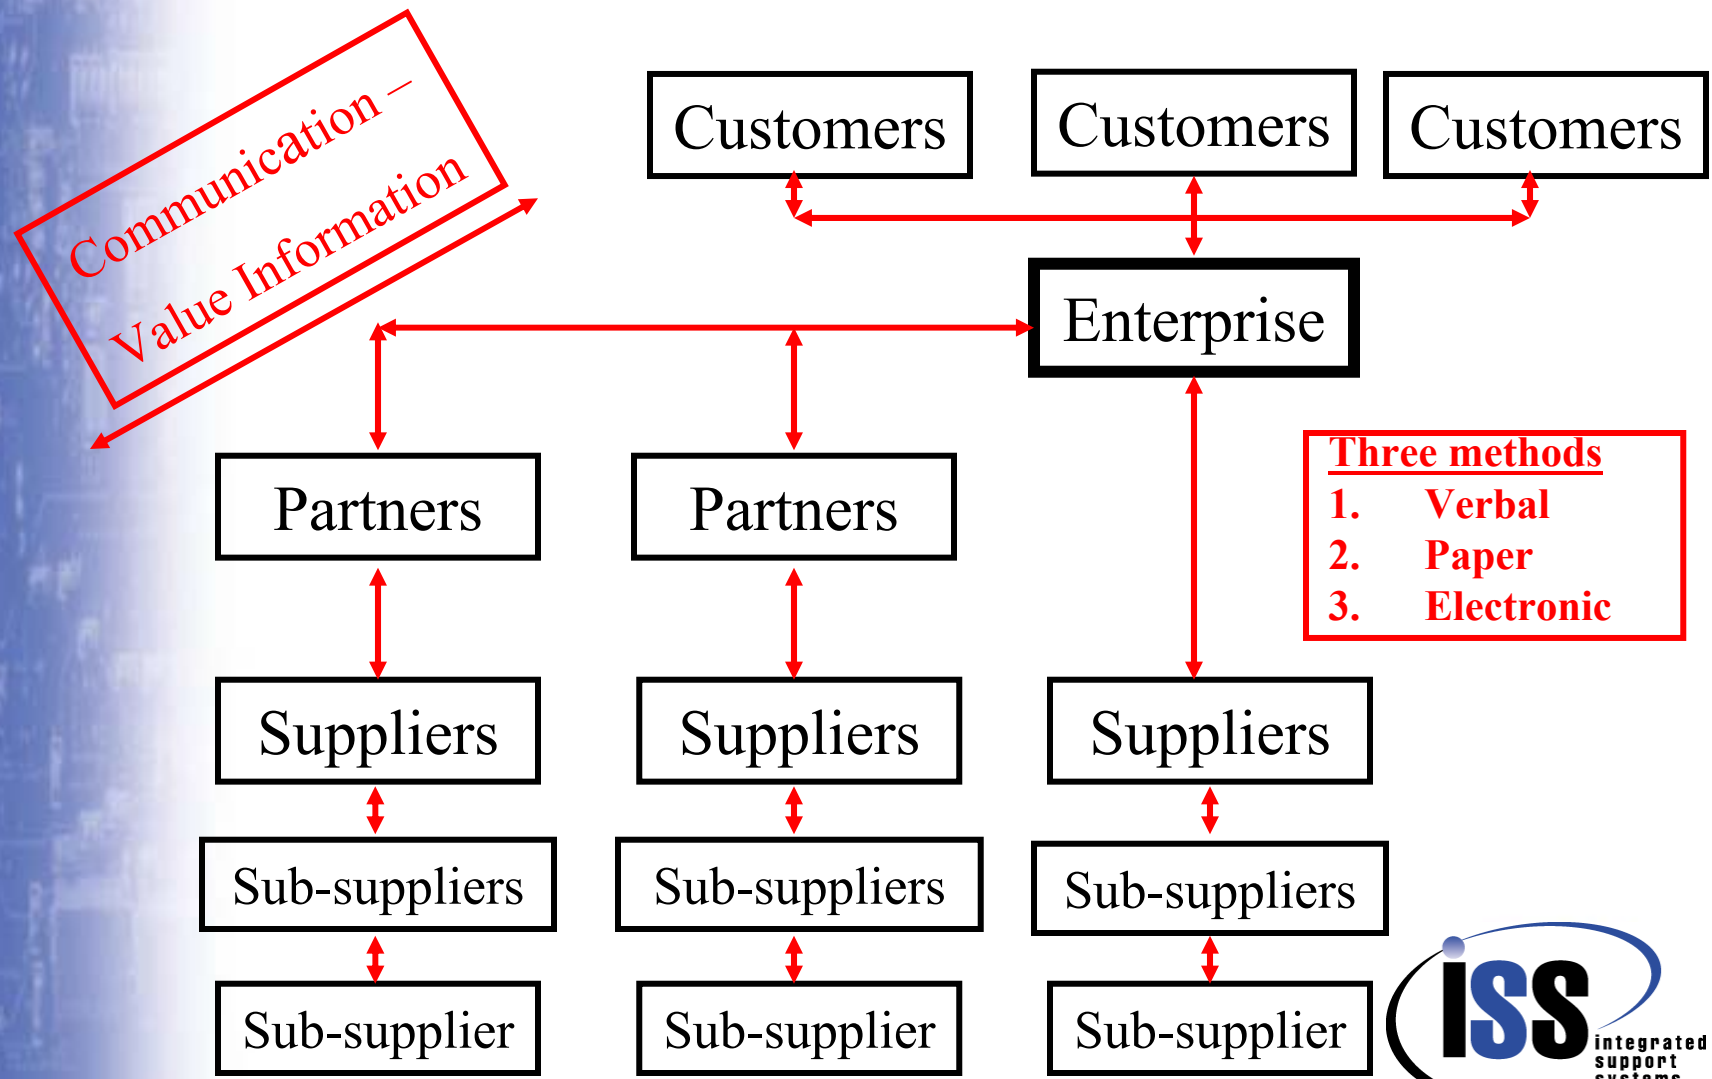 Communication –
Value Information
Customers
Customers
Customers
Enterprise
Partners
Partners
Three methods
1. Verbal
2. Paper
3. Electronic
Suppliers
Suppliers
Suppliers
Sub-suppliers
Sub-suppliers
Sub-suppliers
Sub-supplier
Sub-supplier
Sub-supplier
iSS
integrated
support
systems